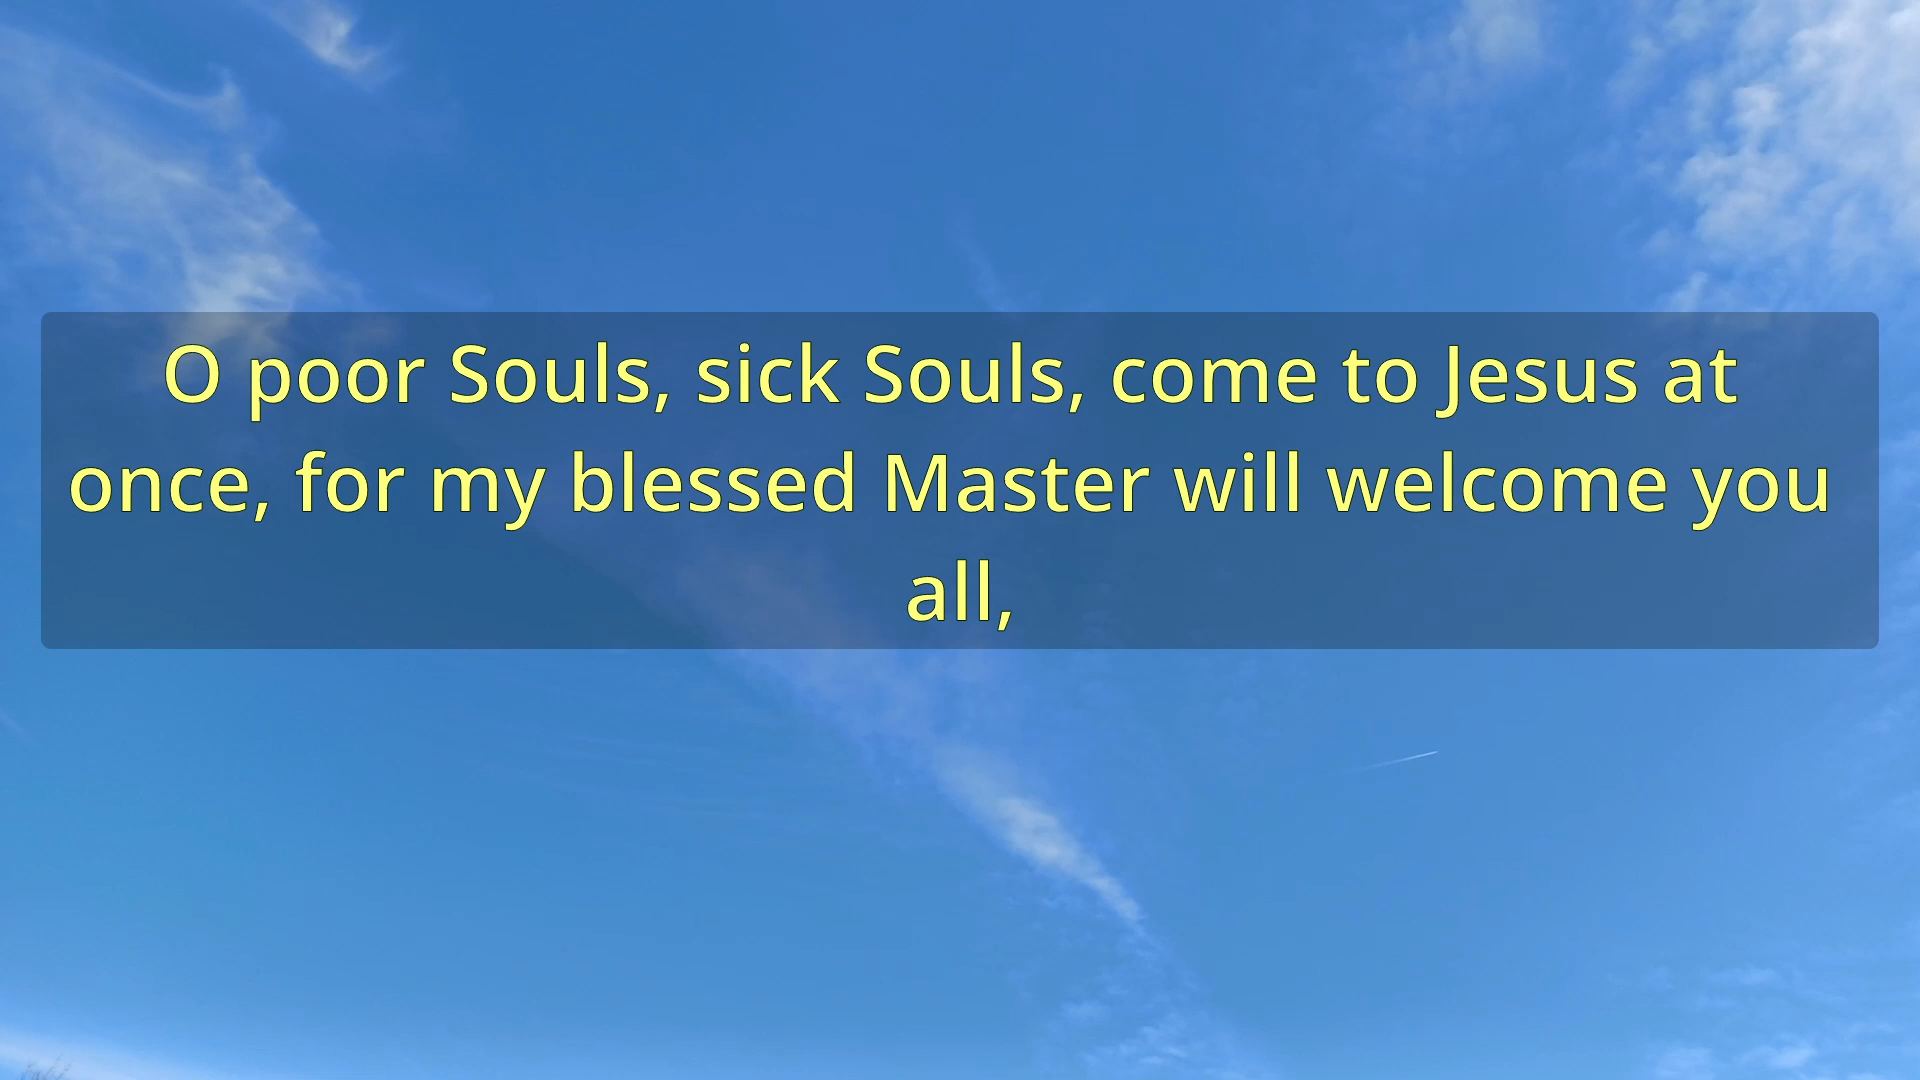 O poor Souls, sick Souls, come to Jesus at
once, for my blessed Master will welcome you
all,